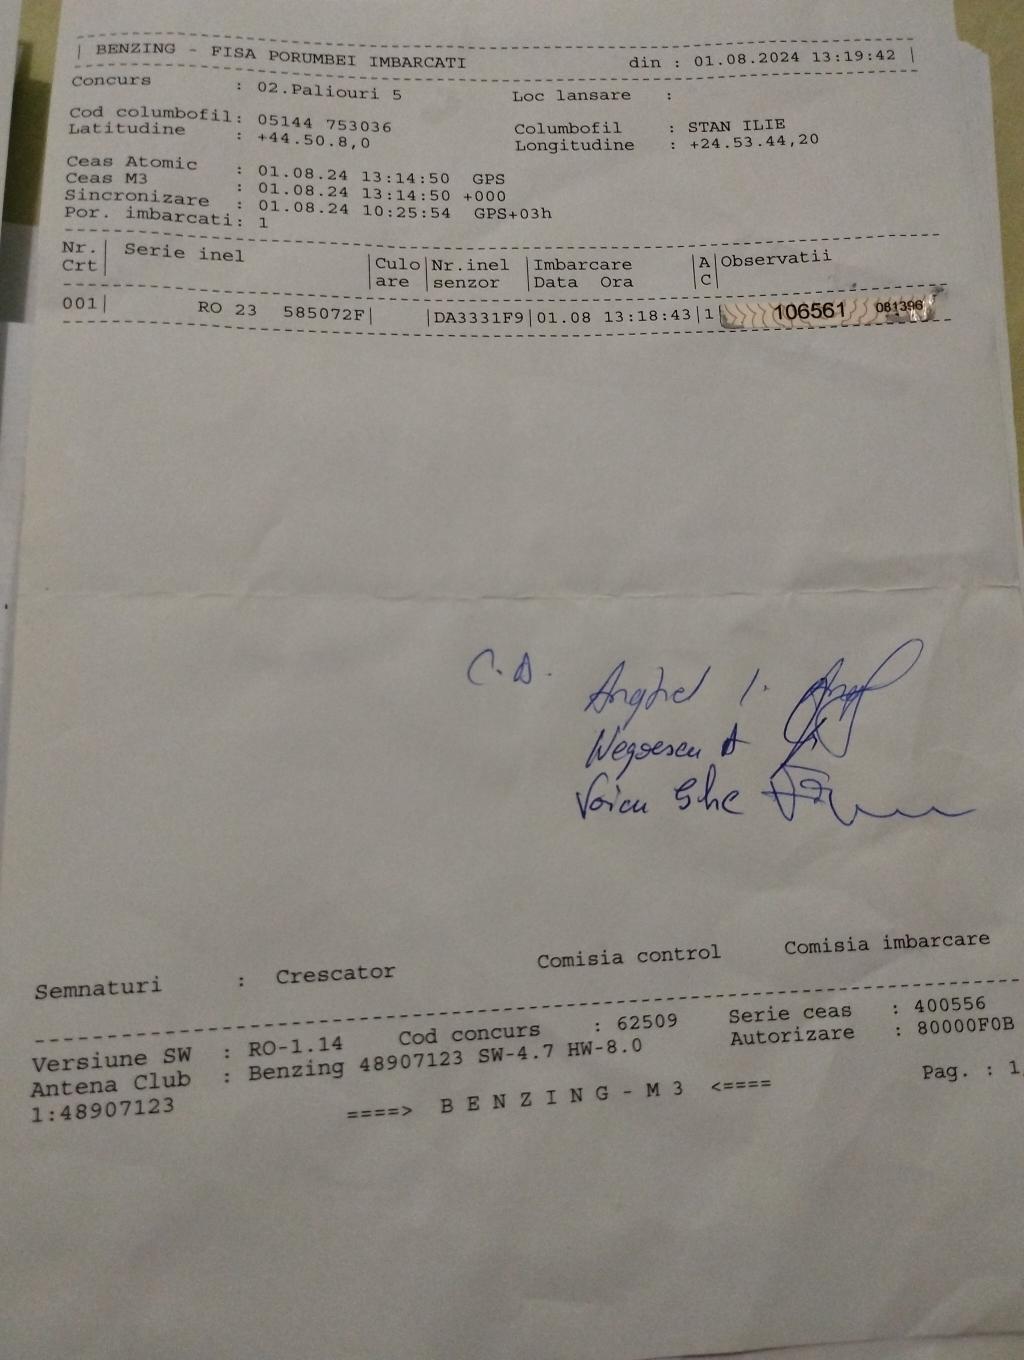 | BENZING - FISA PORUMBEI IMBARCATI din : 01.08.2024 13:19:42 |
Concurs : 02.Paliouri 5 Loc lansare :
Cod columbofil: 05144 753036 Columbofil : STAN ILIE
Latitudine : +44.50.8,0 Longitudine : +24.53.44,20
Ceas Atomic : 01.08.24 13:14:50 GPS
Ceas M3 : 01.08.24 13:14:50 +000
Sincronizare : 01.08.24 10:25:54 GPS+03h
Por. imbarcati: 1
Nr.| Serie inel |Culo|Nr.inel |Imbarcare |A|Observatii
Crt| |are |senzor |Data Ora |C|
001| RO 23 585072F| |DA3331F9|01.08 13:18:43|1| 106561 081396
C.D. Anghel I.
Negoescu A
Voicu Ghe
Semnaturi : Crescator Comisia control Comisia imbarcare
Versiune SW : RO-1.14 Cod concurs : 62509 Serie ceas : 400556
Antena Club : Benzing 48907123 SW-4.7 HW-8.0 Autorizare : 80000F0B
1:48907123 ====> B E N Z I N G - M 3 <==== Pag. : 1